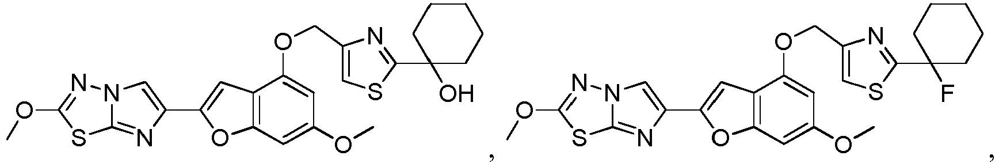 O N O N
N N S OH N N S F
O O
S N O O , S N O O ,